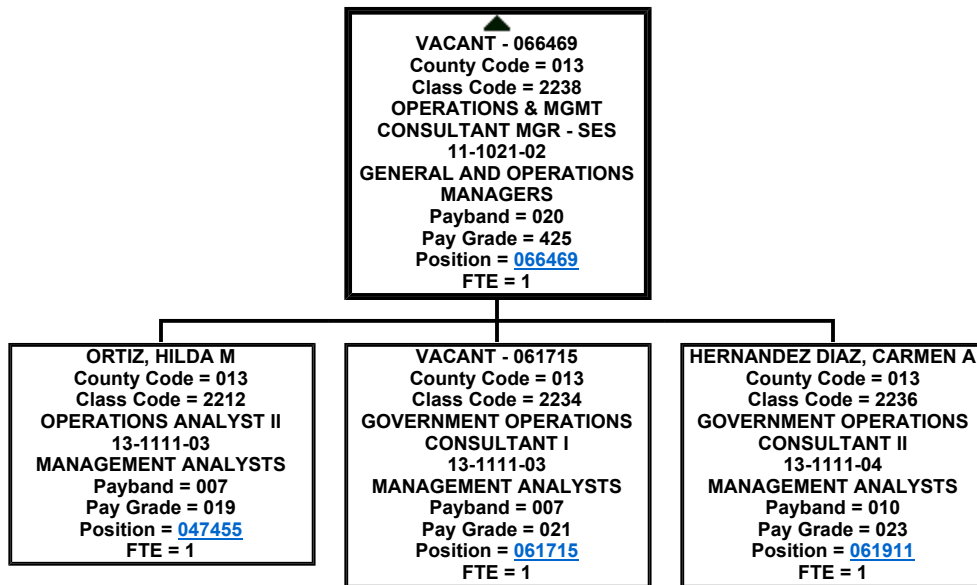 VACANT - 066469
County Code = 013
Class Code = 2238
OPERATIONS & MGMT
CONSULTANT MGR - SES
11-1021-02
GENERAL AND OPERATIONS
MANAGERS
Payband = 020
Pay Grade = 425
Position = 066469
FTE = 1
ORTIZ, HILDA M
County Code = 013
Class Code = 2212
OPERATIONS ANALYST II
13-1111-03
MANAGEMENT ANALYSTS
Payband = 007
Pay Grade = 019
Position = 047455
FTE = 1
VACANT - 061715
County Code = 013
Class Code = 2234
GOVERNMENT OPERATIONS
CONSULTANT I
13-1111-03
MANAGEMENT ANALYSTS
Payband = 007
Pay Grade = 021
Position = 061715
FTE = 1
HERNANDEZ DIAZ, CARMEN A
County Code = 013
Class Code = 2236
GOVERNMENT OPERATIONS
CONSULTANT II
13-1111-04
MANAGEMENT ANALYSTS
Payband = 010
Pay Grade = 023
Position = 061911
FTE = 1